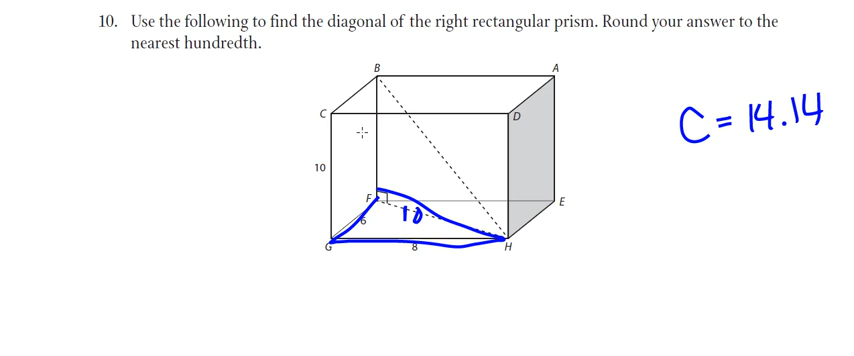 10. Use the following to find the diagonal of the right rectangular prism. Round your answer to the
nearest hundredth.
B
A
C
D
C = 14.14
10
F
E
6
10
G
8
H